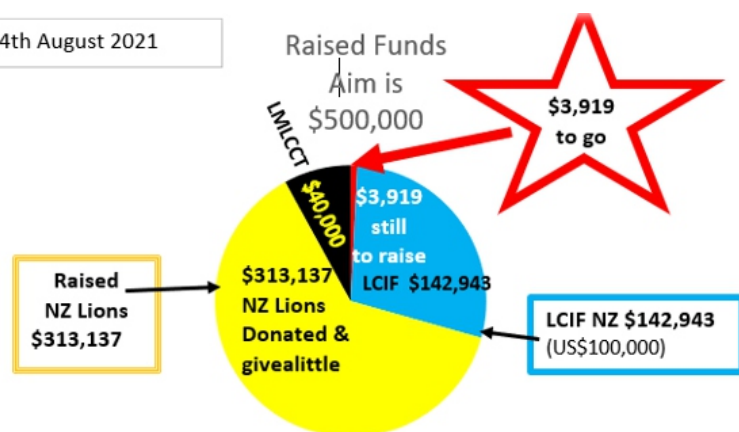 4th August 2021
Raised Funds
Aim is
$500,000
$3,919
to go
LMLCCT
$40,000
$3,919
still
to raise
LCIF $142,943
$313,137
NZ Lions
Donated &
givealittle
Raised
NZ Lions
$313,137
LCIF NZ $142,943
(US$100,000)